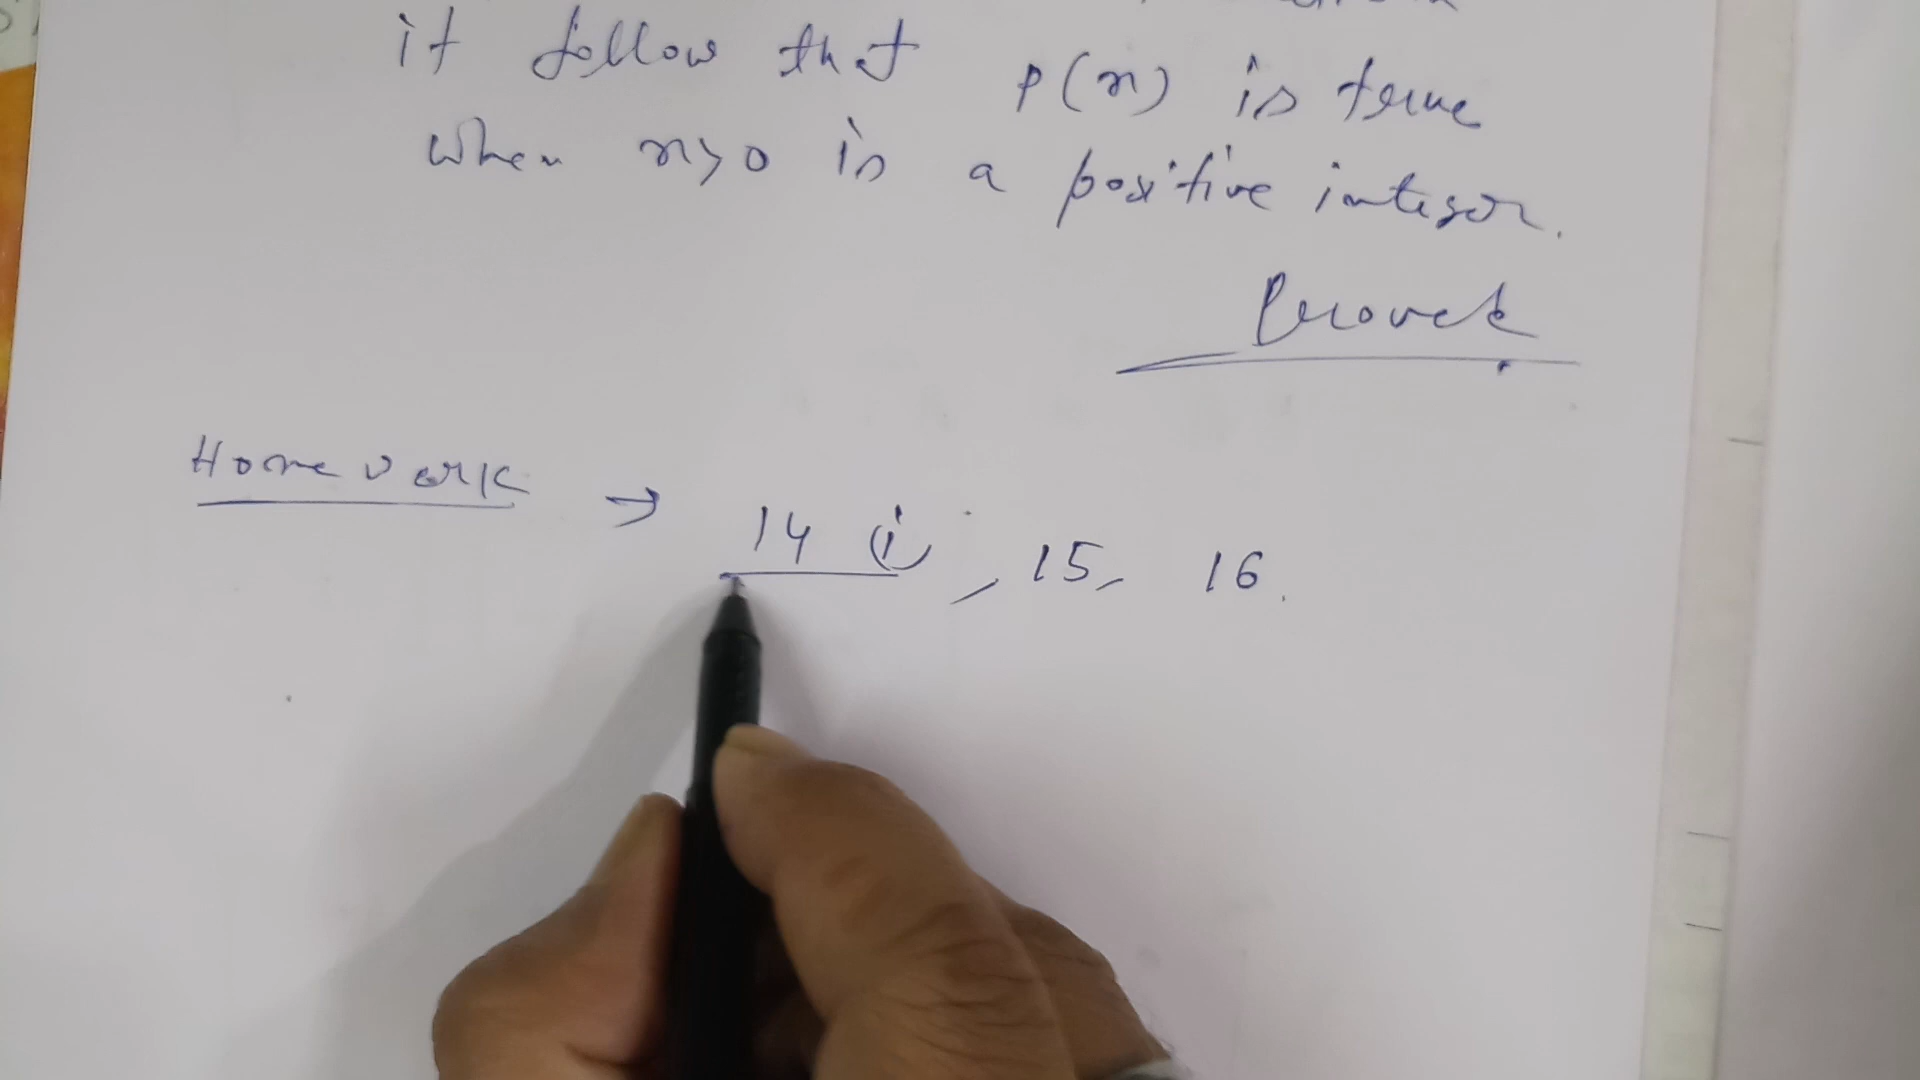 it follow that p(n) is true
when n>0 is a positive integer.
Proved
Homework → 14 (i), 15, 16.